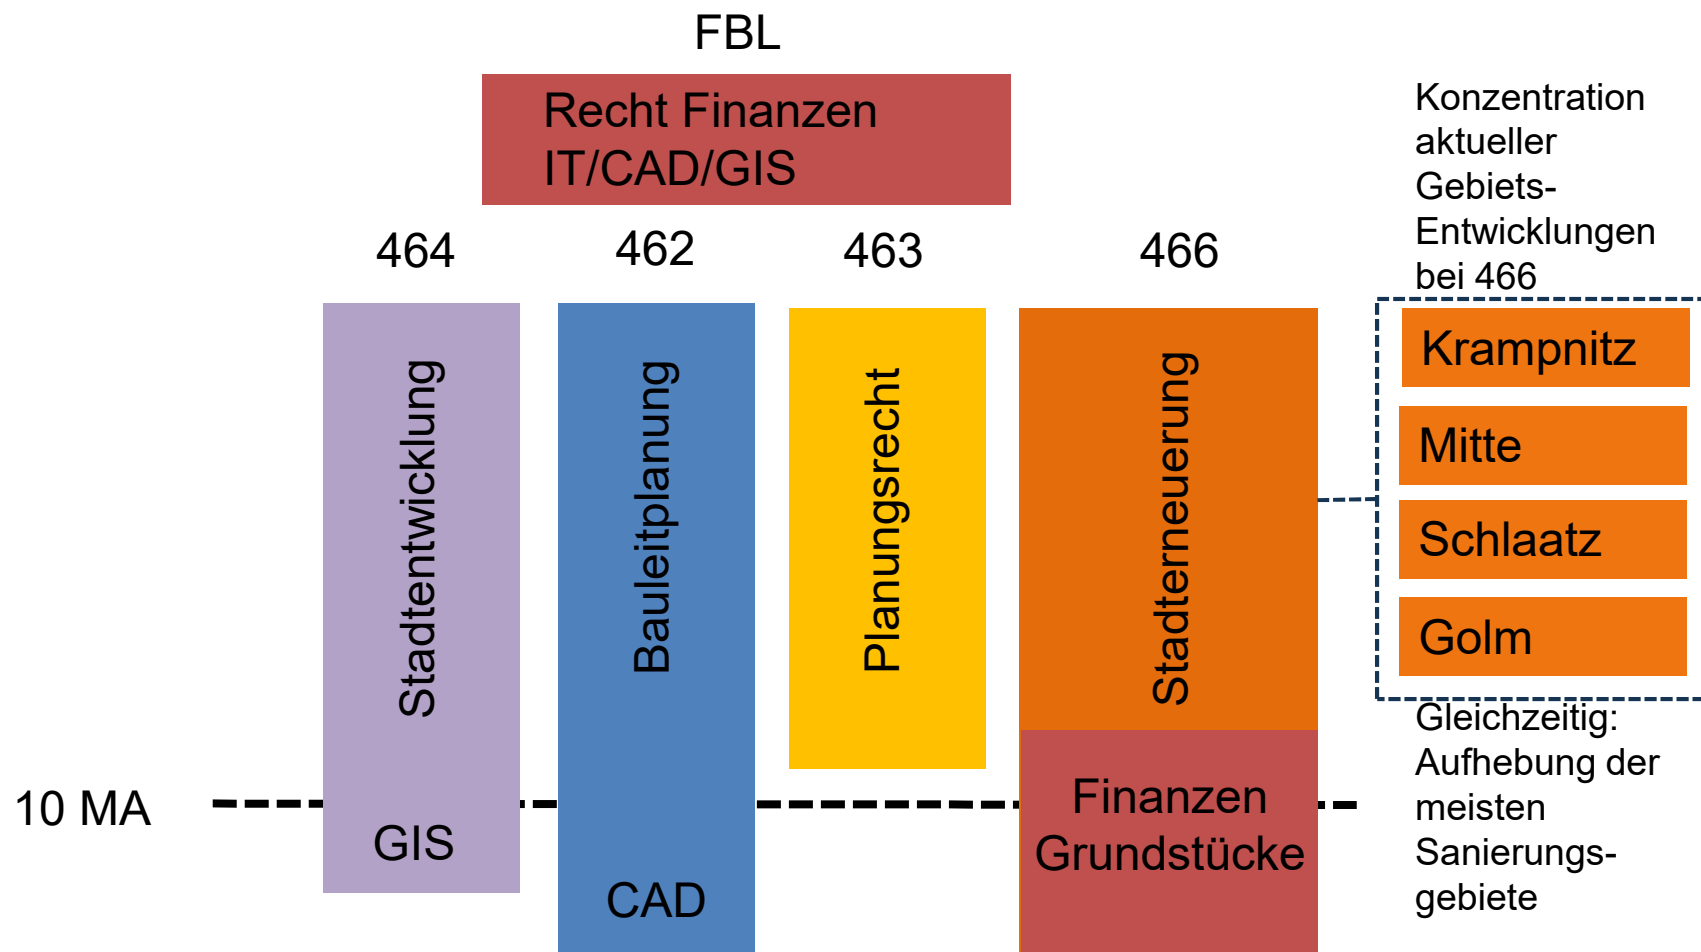 FBL
Recht Finanzen
IT/CAD/GIS
464
462
463
466
Stadtentwicklung
Bauleitplanung
Planungsrecht
Stadterneuerung
10 MA
GIS
CAD
Finanzen
Grundstücke
Konzentration
aktueller
Gebiets-
Entwicklungen
bei 466
Krampnitz
Mitte
Schlaatz
Golm
Gleichzeitig:
Aufhebung der
meisten
Sanierungs-
gebiete